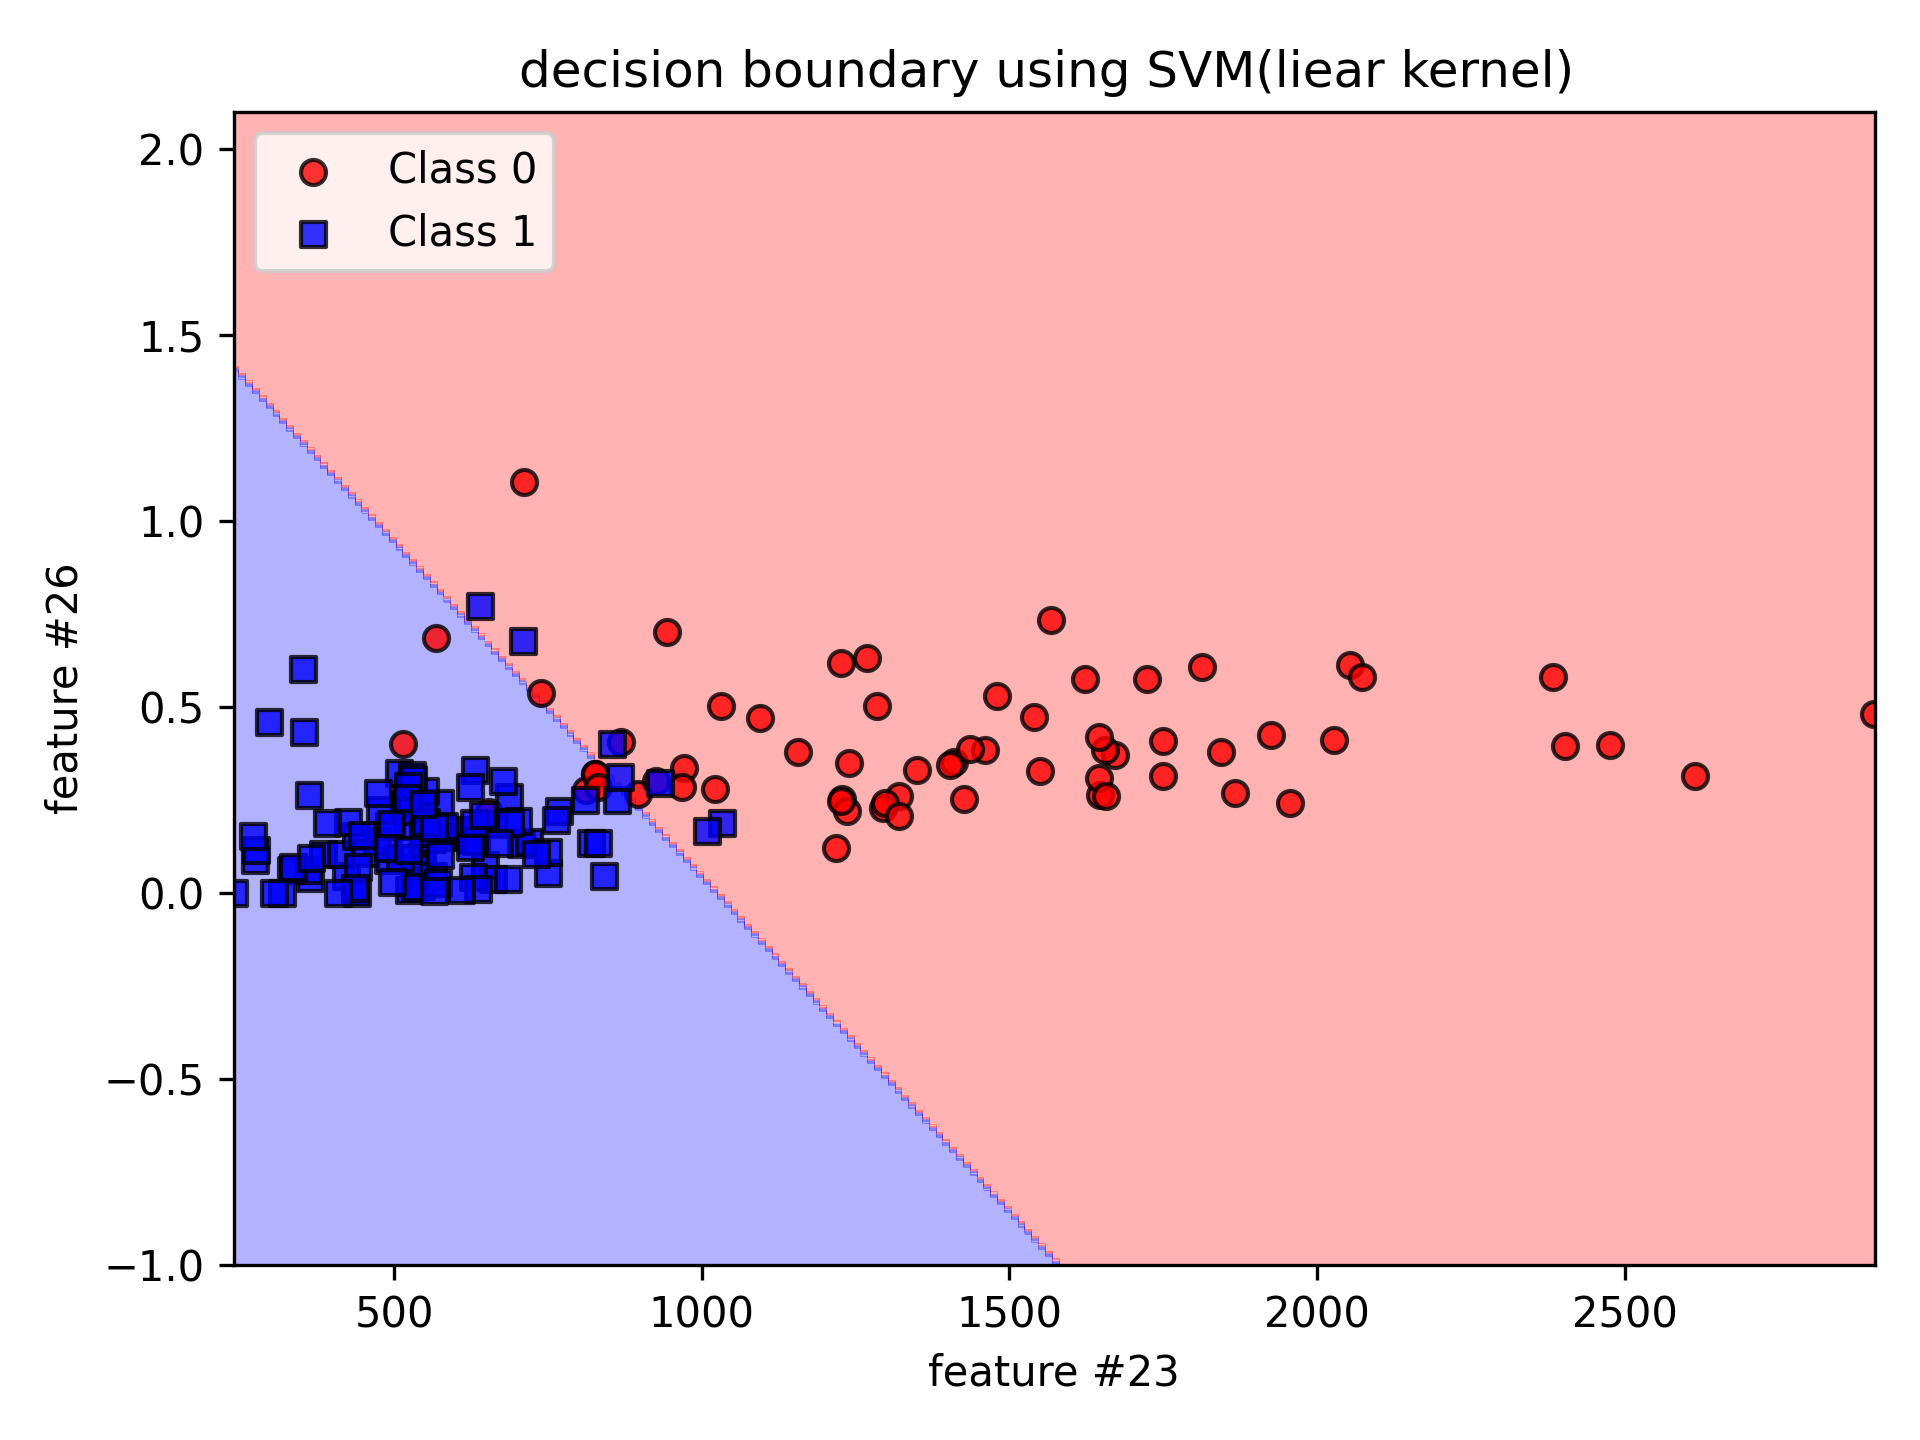 decision boundary using SVM(liear kernel)
Class 0
Class 1
2.0
1.5
1.0
0.5
0.0
−0.5
−1.0
feature #26
500 1000 1500 2000 2500
feature #23